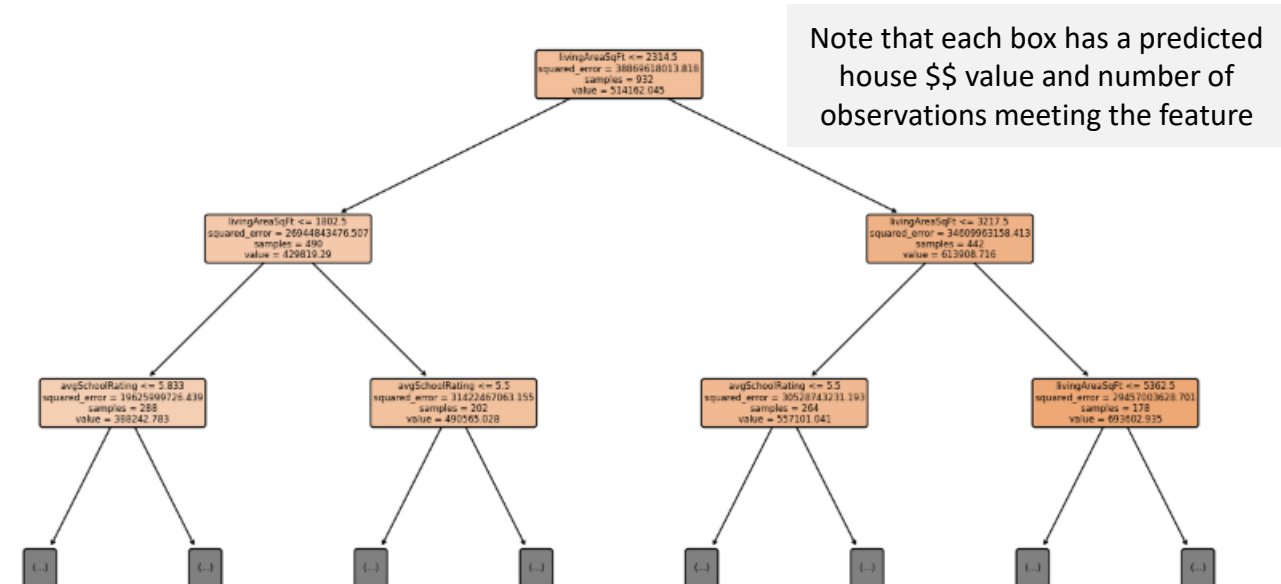 Note that each box has a predicted
house $$ value and number of
observations meeting the feature
livingAreaSqFt <= 2314.5
squared_error = 38869618013.818
samples = 932
value = 514162.045
livingAreaSqFt <= 1802.5
squared_error = 26944843476.507
samples = 490
value = 429819.29
livingAreaSqFt <= 3217.5
squared_error = 34609963158.413
samples = 442
value = 613908.716
avgSchoolRating <= 5.833
squared_error = 19625999726.439
samples = 288
value = 388242.783
avgSchoolRating <= 5.5
squared_error = 31422467063.155
samples = 202
value = 490565.028
avgSchoolRating <= 5.5
squared_error = 30528743231.193
samples = 264
value = 557101.041
livingAreaSqFt <= 5362.5
squared_error = 29457003628.701
samples = 178
value = 693602.935
(...)
(...)
(...)
(...)
(...)
(...)
(...)
(...)